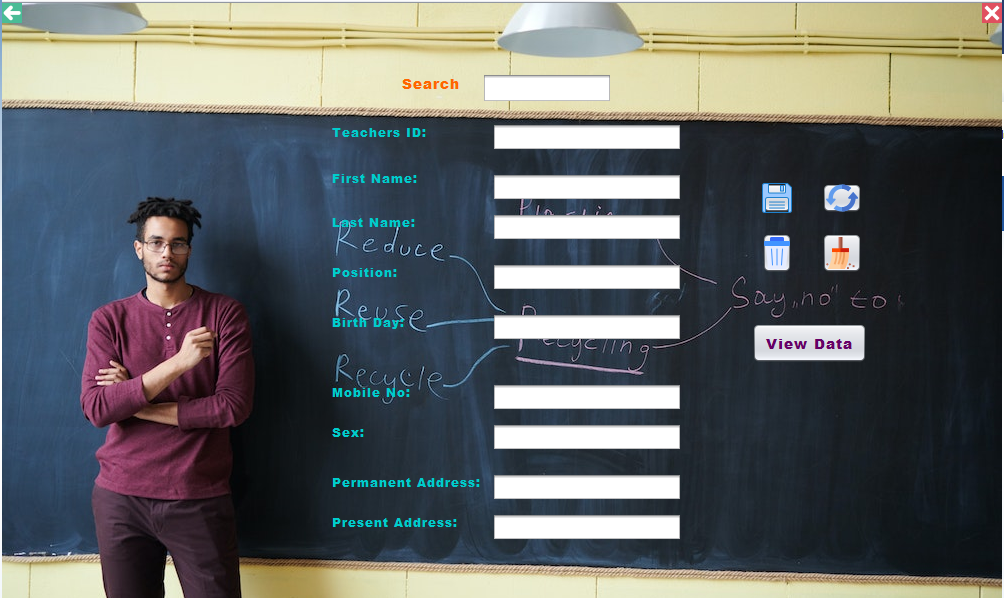 Search
Teachers ID:
First Name:
Last Name:
Reduce
Position:
Say „no" to
Reuse
Birth Day:
View Data
Recycling
Recycle
Mobile No:
Sex:
Permanent Address:
Present Address: